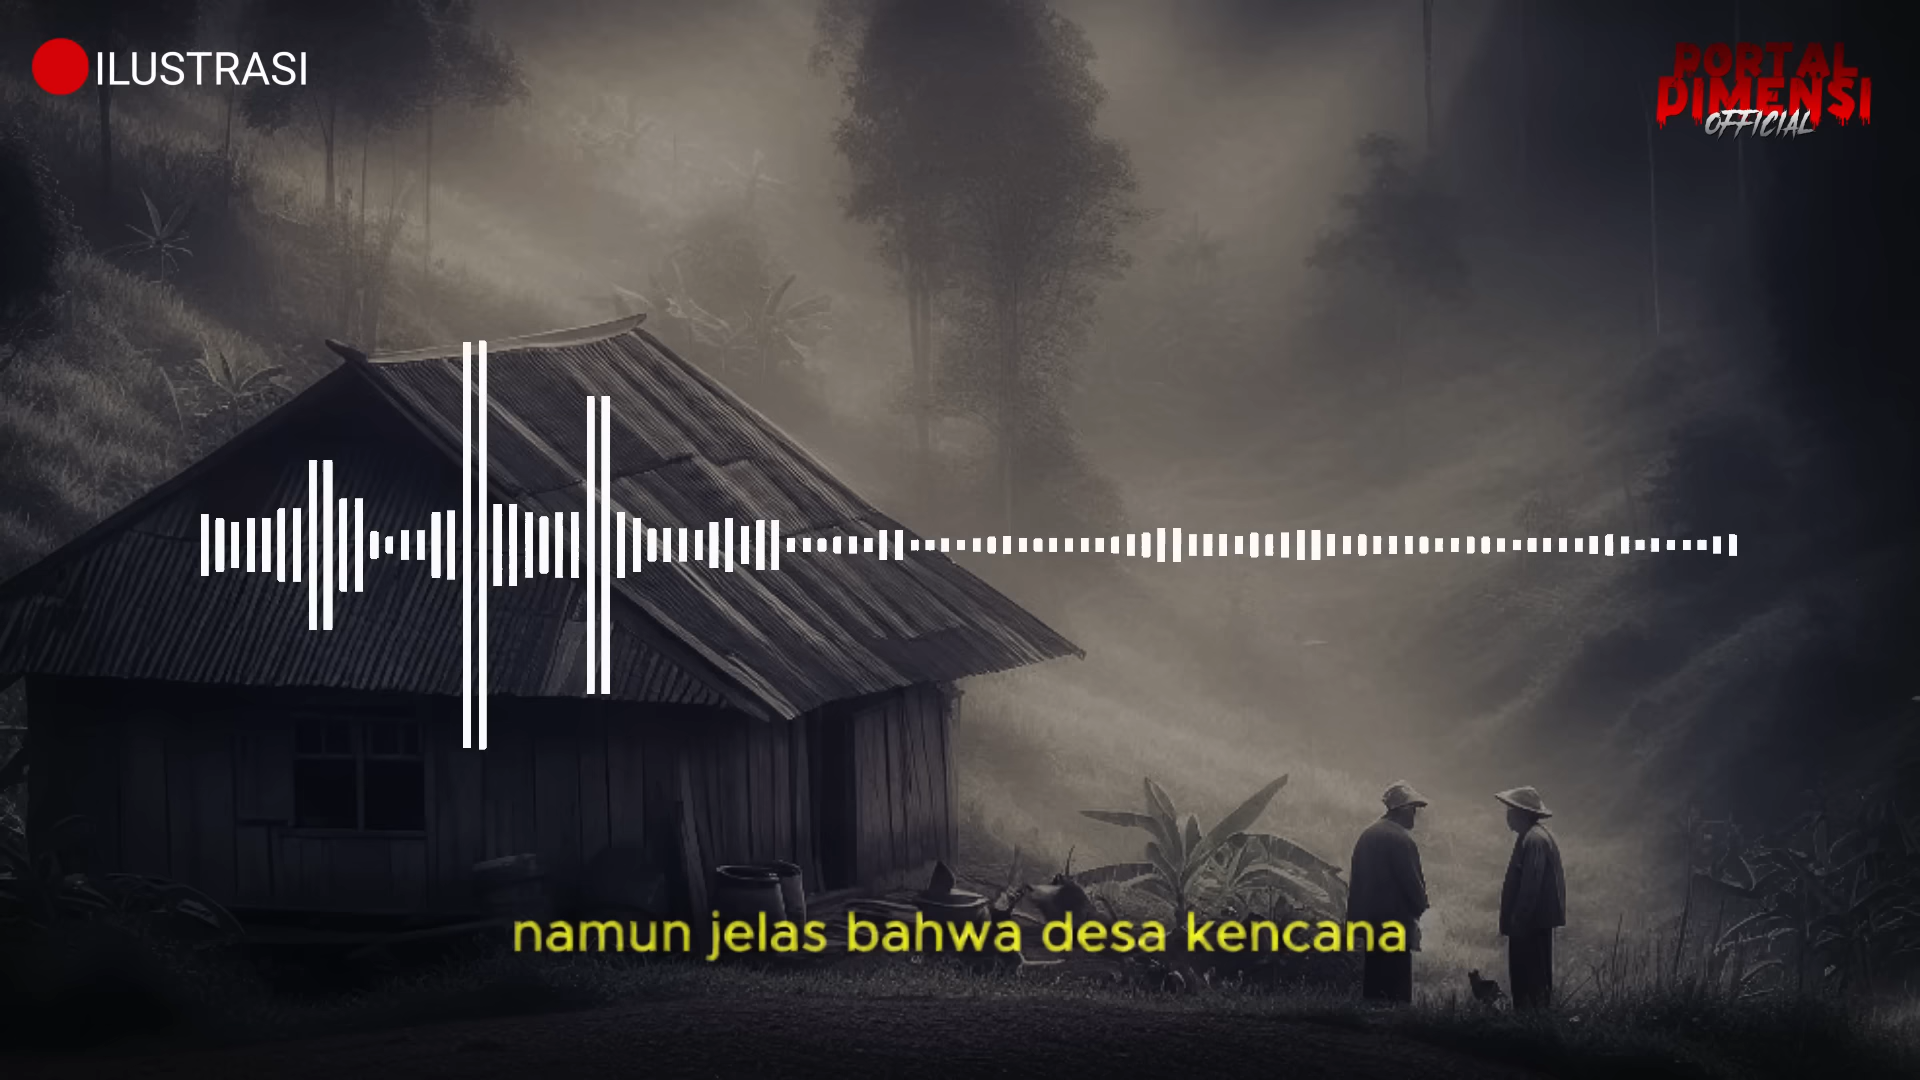 ILUSTRASI
PORTAL
DIMENSI
OFFICIAL
namun jelas bahwa desa kencana